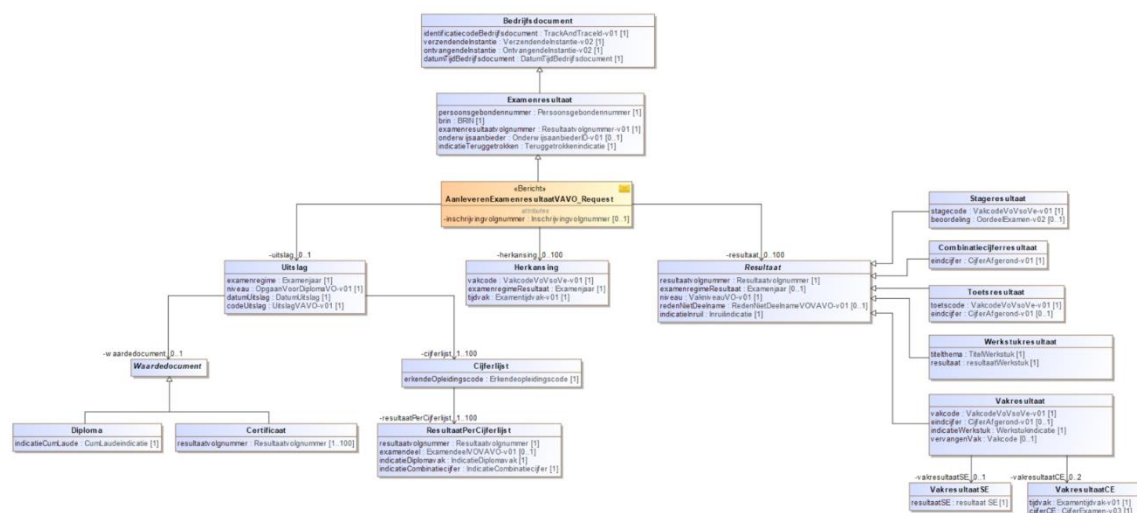 Bedrijfsdocument
identificatiecodeBedrijfsdocument : TrackAndTraceId-v01 [1]
verzendendeInstantie : VerzendendeInstantie-v02 [1]
ontvangendeInstantie : OntvangendeInstantie-v02 [1]
datumTijdBedrijfsdocument : DatumTijdBedrijfsdocument [1]
Examenresultaat
persoonsgebondennummer : Persoonsgebondennummer [1]
brin : BRIN [1]
examenresultaatvolgnummer : Resultaatvolgnummer-v01 [1]
onderwijsaanbieder : OnderwijsaanbiederID-v01 [0..1]
indicatieTeruggetrokken : Teruggetrokkenindicatie [1]
«Bericht»
AanleverenExamenresultaatVAVO_Request
attributes
-inschrijvingvolgnummer : Inschrijvingvolgnummer [0..1]
-uitslag 0..1
Uitslag
examenregime : Examenjaar [1]
niveau : OpgaanVoorDiplomaVO-v01 [1]
datumUitslag : DatumUitslag [1]
codeUitslag : UitslagVAVO-v01 [1]
-herkansing 0..100
Herkansing
vakcode : VakcodeVoVsoVe-v01 [1]
examenregimeResultaat : Examenjaar [1]
tijdvak : Examentijdvak-v01 [1]
-resultaat 0..100
Resultaat
resultaatvolgnummer : Resultaatvolgnummer [1]
examenregimeResultaat : Examenjaar [0..1]
niveau : VakniveauVO-v01 [1]
redenNietDeelname : RedenNietDeelnameVOVAVO-v01 [0..1]
indicatieInruil : Inruilindicatie [1]
Stageresultaat
stagecode : VakcodeVoVsoVe-v01 [1]
beoordeling : OordeelExamen-v02 [0..1]
Combinatiecijferresultaat
eindcijfer : CijferAfgerond-v01 [1]
Toetsresultaat
toetscode : VakcodeVoVsoVe-v01 [1]
eindcijfer : CijferAfgerond-v01 [0..1]
Werkstukresultaat
titelthema : TitelWerkstuk [1]
resultaat : resultaatWerkstuk [1]
Vakresultaat
vakcode : VakcodeVoVsoVe-v01 [1]
eindcijfer : CijferAfgerond-v01 [0..1]
indicatieWerkstuk : Werkstukindicatie [1]
vervangenVak : Vakcode [0..1]
-vakresultaatSE 0..1
VakresultaatSE
resultaatSE : resultaat SE [1]
-vakresultaatCE 0..2
VakresultaatCE
tijdvak : Examentijdvak-v01 [1]
cijferCE : CijferExamen-v03 [1]
-waardedocument 0..1
Waardedocument
Diploma
indicatieCumLaude : CumLaudeindicatie [1]
Certificaat
resultaatvolgnummer : Resultaatvolgnummer [1..100]
-cijferlijst 1..100
Cijferlijst
erkendeOpleidingscode : Erkendeopleidingscode [1]
-resultaatPerCijferlijst 1..100
ResultaatPerCijferlijst
resultaatvolgnummer : Resultaatvolgnummer [1]
examendeel : ExamendeelVOVAVO-v01 [0..1]
indicatieDiplomavak : IndicatieDiplomavak [1]
indicatieCombinatiecijfer : IndicatieCombinatiecijfer [1]